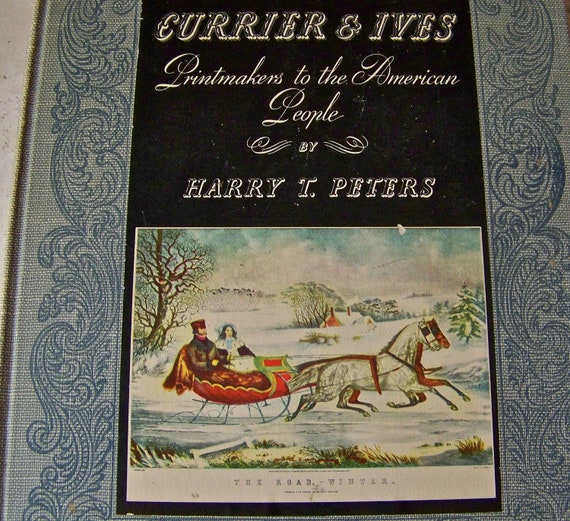 CURRIER & IVES
Printmakers to the American
People
BY
HARRY T. PETERS
THE ROAD,-WINTER.